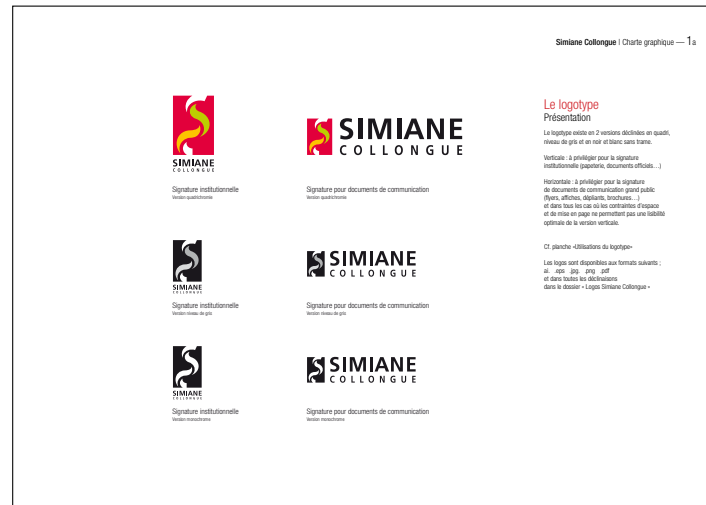 Simiane Collongue | Charte graphique — 1a
SIMIANE
COLLONGUE
Signature institutionnelle
Version quadrichromie
SIMIANE
COLLONGUE
Signature pour documents de communication
Version quadrichromie
SIMIANE
COLLONGUE
Signature institutionnelle
Version niveau de gris
SIMIANE
COLLONGUE
Signature pour documents de communication
Version niveau de gris
SIMIANE
COLLONGUE
Signature institutionnelle
Version monochrome
SIMIANE
COLLONGUE
Signature pour documents de communication
Version monochrome
Le logotype
Présentation
Le logotype existe en 2 versions déclinées en quadri,
niveau de gris et en noir et blanc sans trame.
Verticale : à privilégier pour la signature
institutionnelle (papeterie, documents officiels…)
Horizontale : à privilégier pour la signature
de documents de communication grand public
(flyers, affiches, dépliants, brochures…)
et dans tous les cas où les contraintes d'espace
et de mise en page ne permettent pas une lisibilité
optimale de la version verticale.
Cf. planche «Utilisations du logotype»
Les logos sont disponibles aux formats suivants ;
ai. .eps .jpg. .png .pdf
et dans toutes les déclinaisons
dans le dossier « Logos Simiane Collongue »